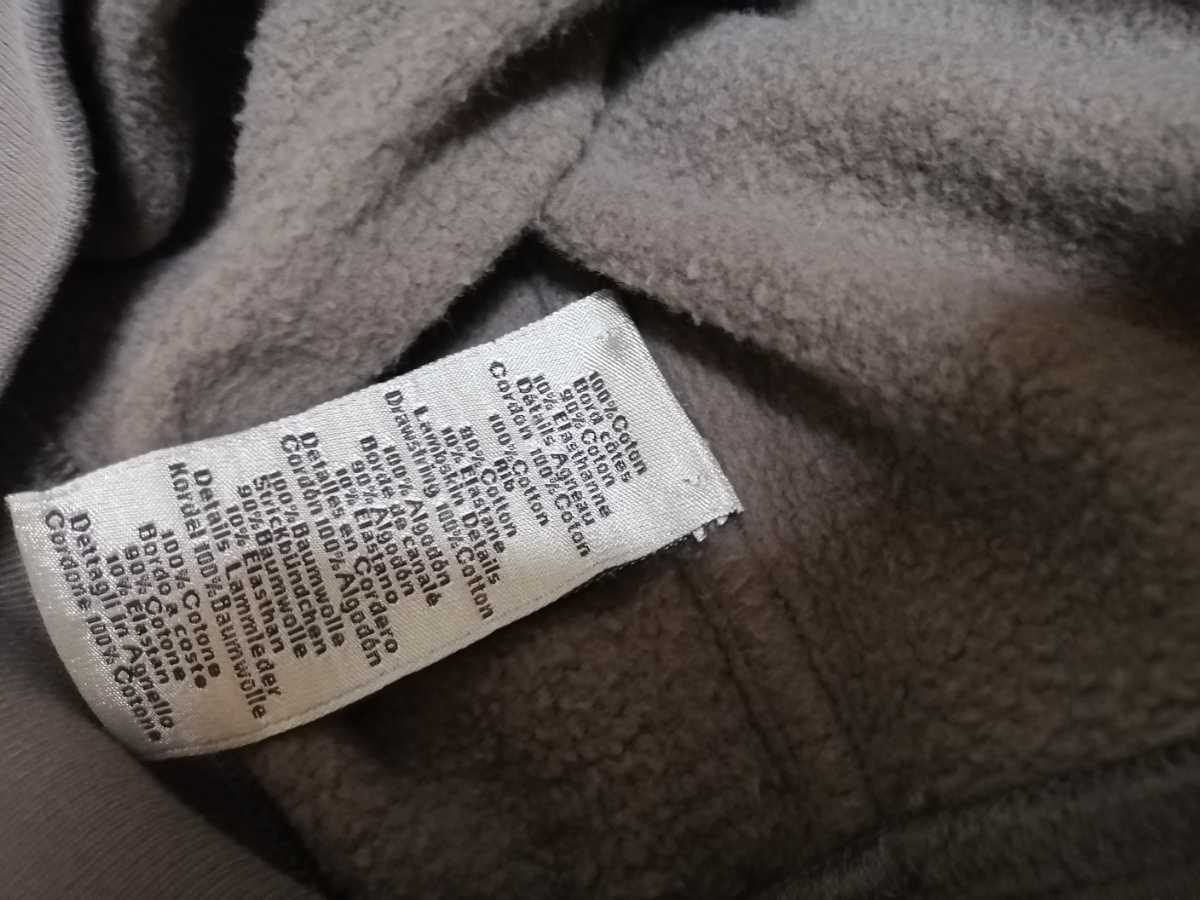 100% Coton
Bord côtes
90% Coton
10% Elasthanne
Détails Agneau
Cordon 100% Coton
100% Cotton
Rib
90% Cotton
10% Elastane
Lambskin Details
Drawstring 100% Cotton
100% Algodón
Borde de canalé
90% Algodón
10% Elastano
Detalles en Cordero
Cordón 100% Algodón
100% Baumwolle
Strickbündchen
90% Baumwolle
10% Elasthan
Details Lammleder
Kordel 100% Baumwolle
100% Cotone
Bordo a coste
90% Cotone
10% Elastan
Detagli in Agnello
Cordone 100% Cotone